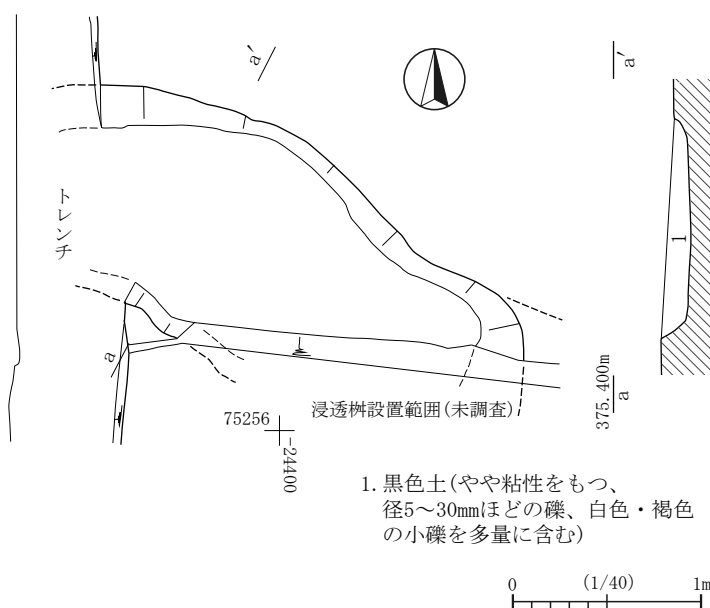 a′
a′
トレンチ
1
a
375.400m
a
浸透桝設置範囲(未調査)
75256
-24400
1. 黒色土(やや粘性をもつ、
径5～30mmほどの礫、白色・褐色
の小礫を多量に含む)
0 (1/40) 1m